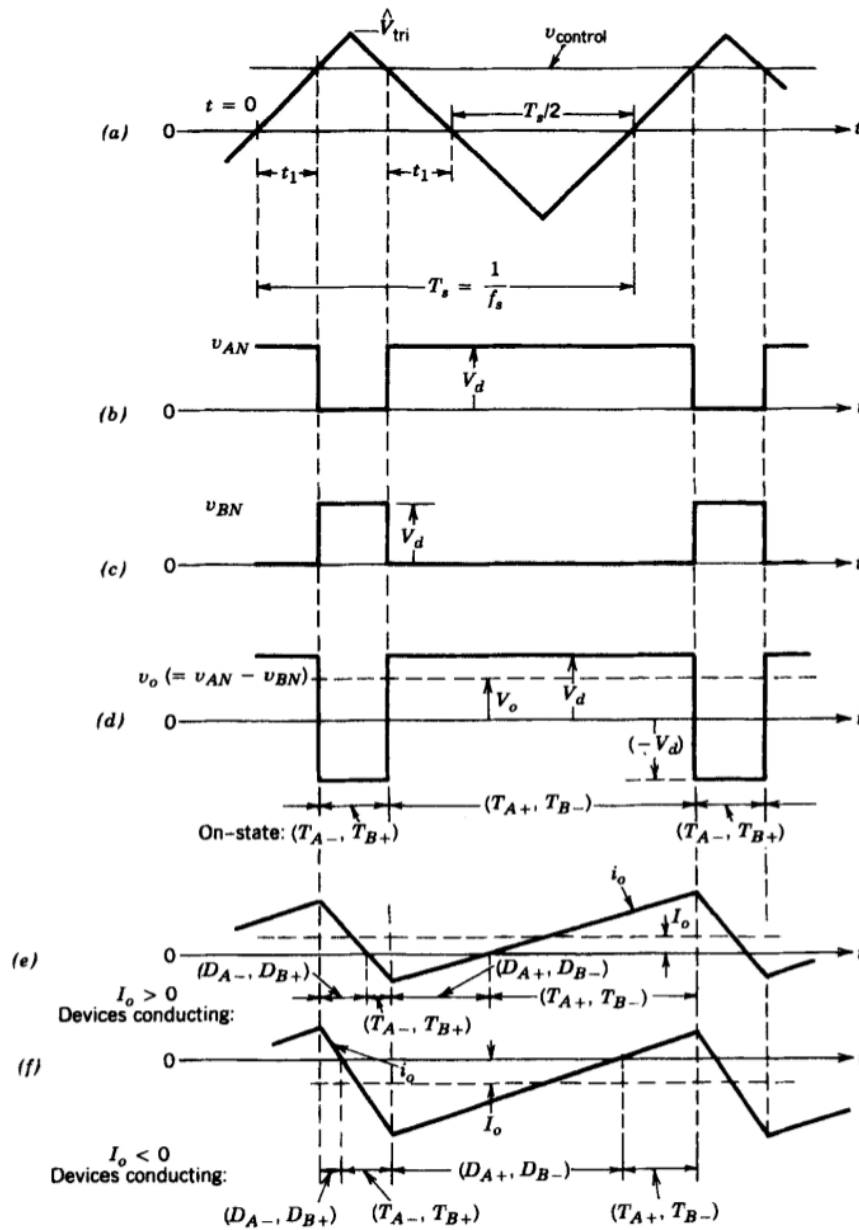 V̂tri
vcontrol
t = 0
Ts/2
(a) 0 t
t1 t1
Ts = 1/fs
vAN
Vd
(b) 0 t
vBN
Vd
(c) 0 t
vo (= vAN − vBN)
Vo
Vd
(d) 0 t
(−Vd)
(TA+, TB−)
On-state: (TA−, TB+) (TA−, TB+)
io
Io
(e) 0 t
(DA−, DB+) (DA+, DB−)
Io > 0
Devices conducting: (TA−, TB+) (TA+, TB−)
(f) 0 t
io
Io
Io < 0
Devices conducting: (DA+, DB−)
(DA−, DB+) (TA−, TB+) (TA+, TB−)